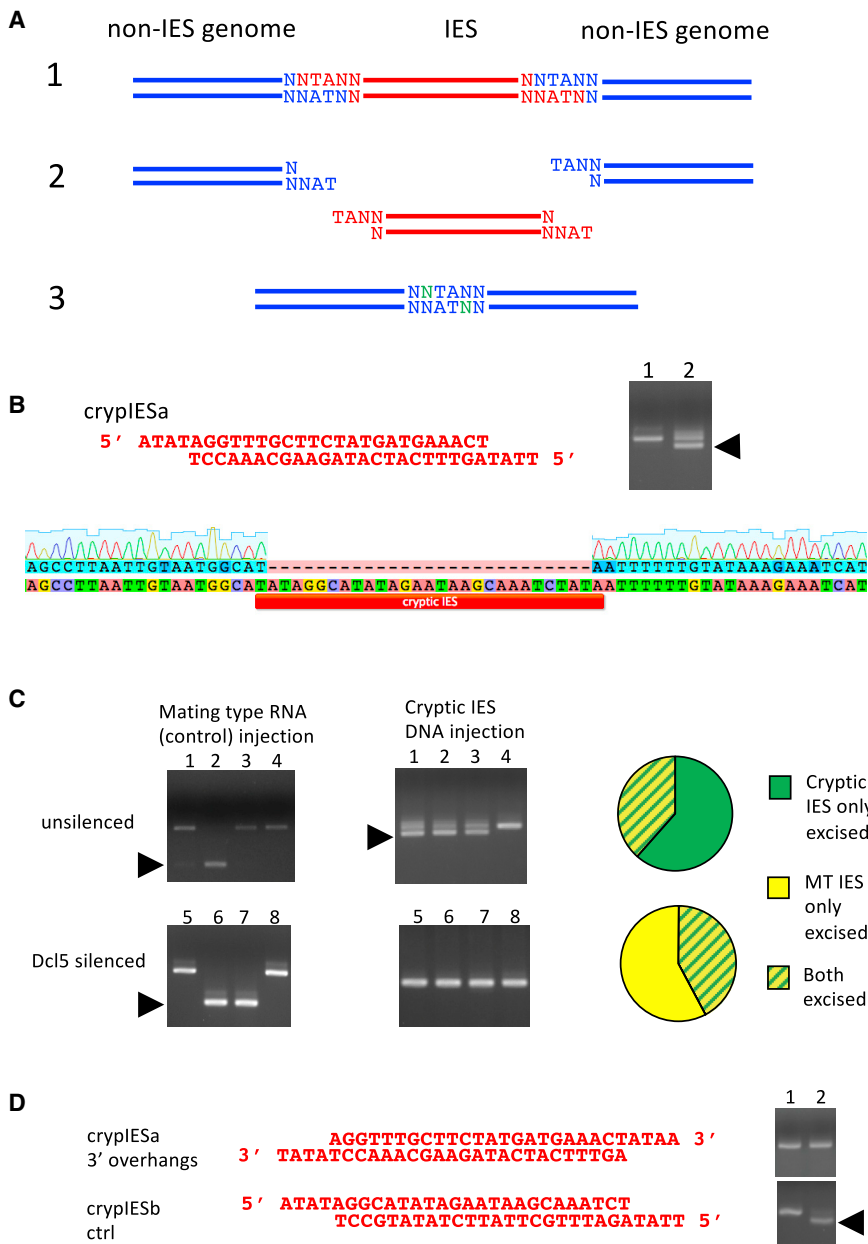 A
non-IES genome IES non-IES genome
1
NNTANN NNTANN
NNATNN NNATNN
2
N TANN
NNAT N
TANN N
N NNAT
3
NNTANN
NNATNN
B
1 2
crypIESa
5′ ATATAGGTTTGCTTCTATGATGAAACT
TCCAAACGAAGATACTACTTTGATATT 5′
AGCCTTAATTGTAATGGCAT------------------------AATTTTTTGTATAAAGAAATCAT
AGCCTTAATTGTAATGGCATATAGGCATATAGAATAAGCAAATCTATAATTTTTTGTATAAAGAAATCAT
cryptic IES
C
Mating type RNA
(control) injection
Cryptic IES
DNA injection
1 2 3 4
1 2 3 4
unsilenced
5 6 7 8
5 6 7 8
Dcl5 silenced
Cryptic
IES only
excised
MT IES
only
excised
Both
excised
D
1 2
crypIESa
3′ overhangs
AGGTTTGCTTCTATGATGAAACTATAA 3′
3′ TATATCCAAACGAAGATACTACTTTGA
crypIESb
ctrl
5′ ATATAGGCATATAGAATAAGCAAATCT
TCCGTATATCTTATTCGTTTAGATATT 5′